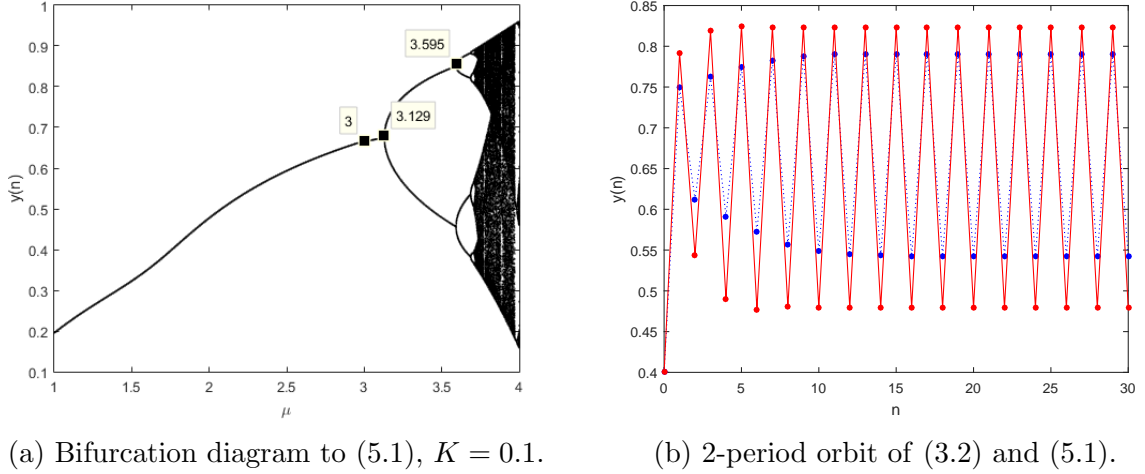 1
0.9
0.8
0.7
0.6
0.5
0.4
0.3
0.2
0.1
y(n)
3.595
3
3.129
1 1.5 2 2.5 3 3.5 4
μ
(a) Bifurcation diagram to (5.1), K = 0.1.
0.85
0.8
0.75
0.7
0.65
0.6
0.55
0.5
0.45
0.4
y(n)
0 5 10 15 20 25 30
n
(b) 2-period orbit of (3.2) and (5.1).